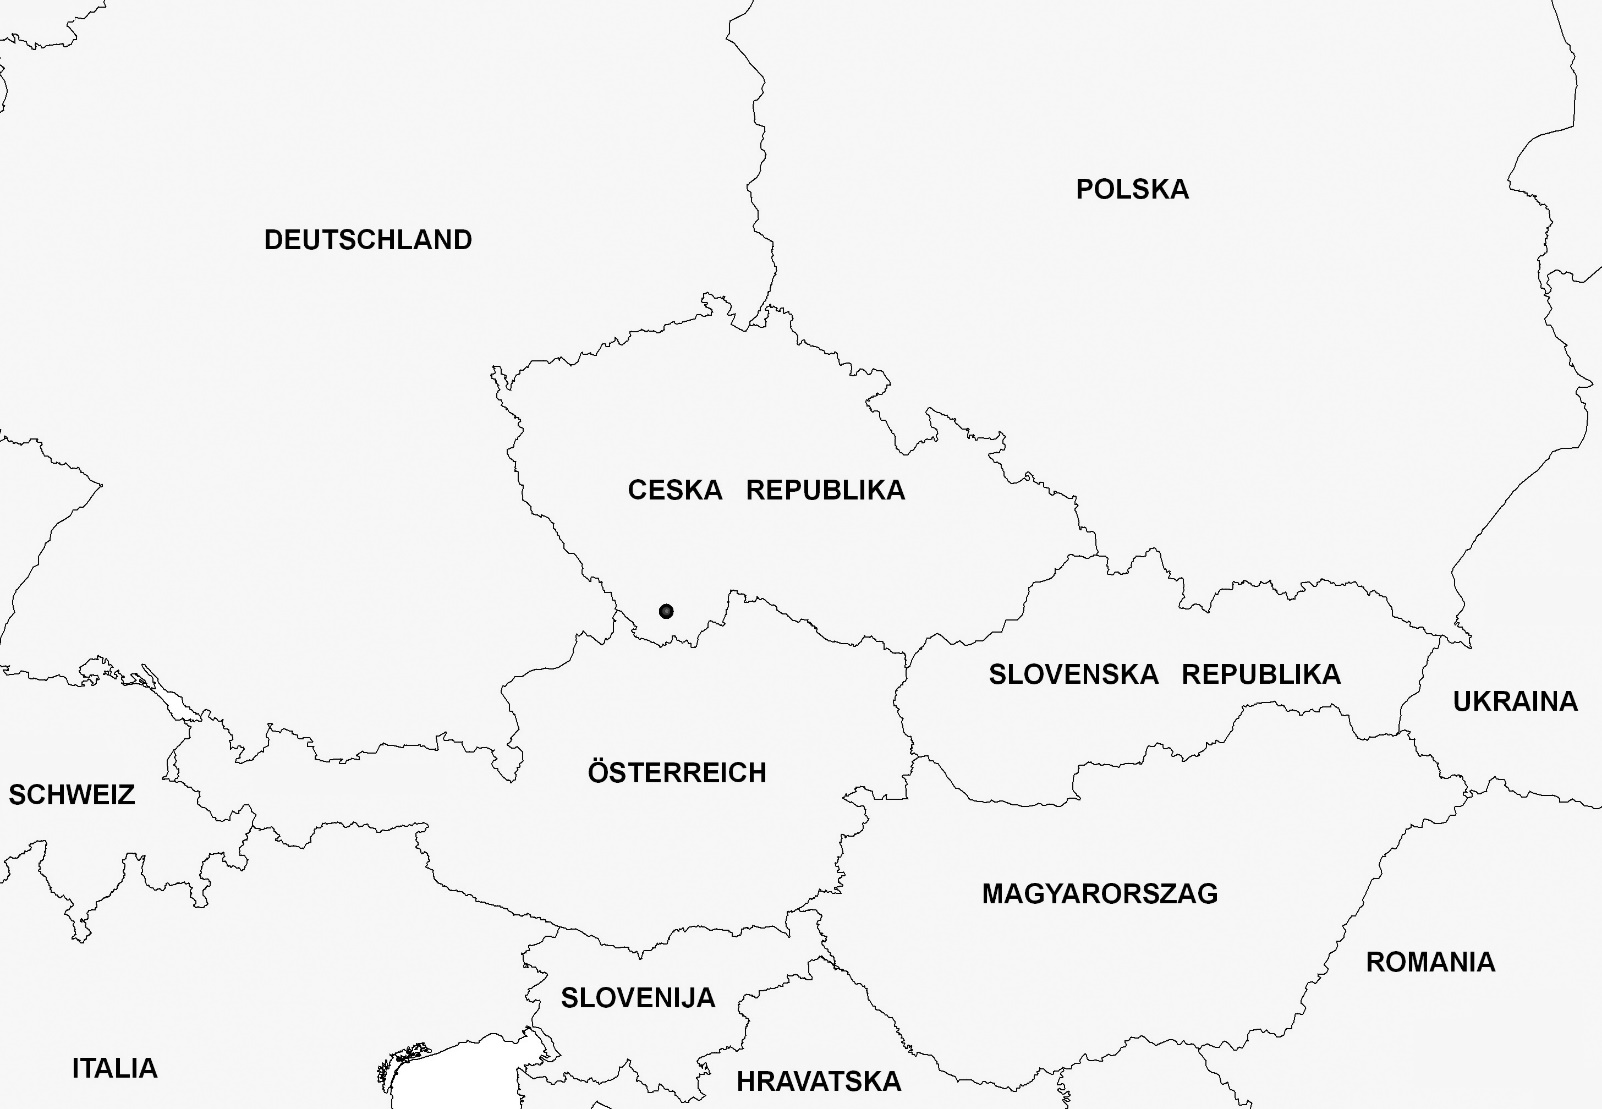 POLSKA
DEUTSCHLAND
CESKA REPUBLIKA
SLOVENSKA REPUBLIKA
UKRAINA
ÖSTERREICH
SCHWEIZ
MAGYARORSZAG
ROMANIA
SLOVENIJA
ITALIA
HRAVATSKA